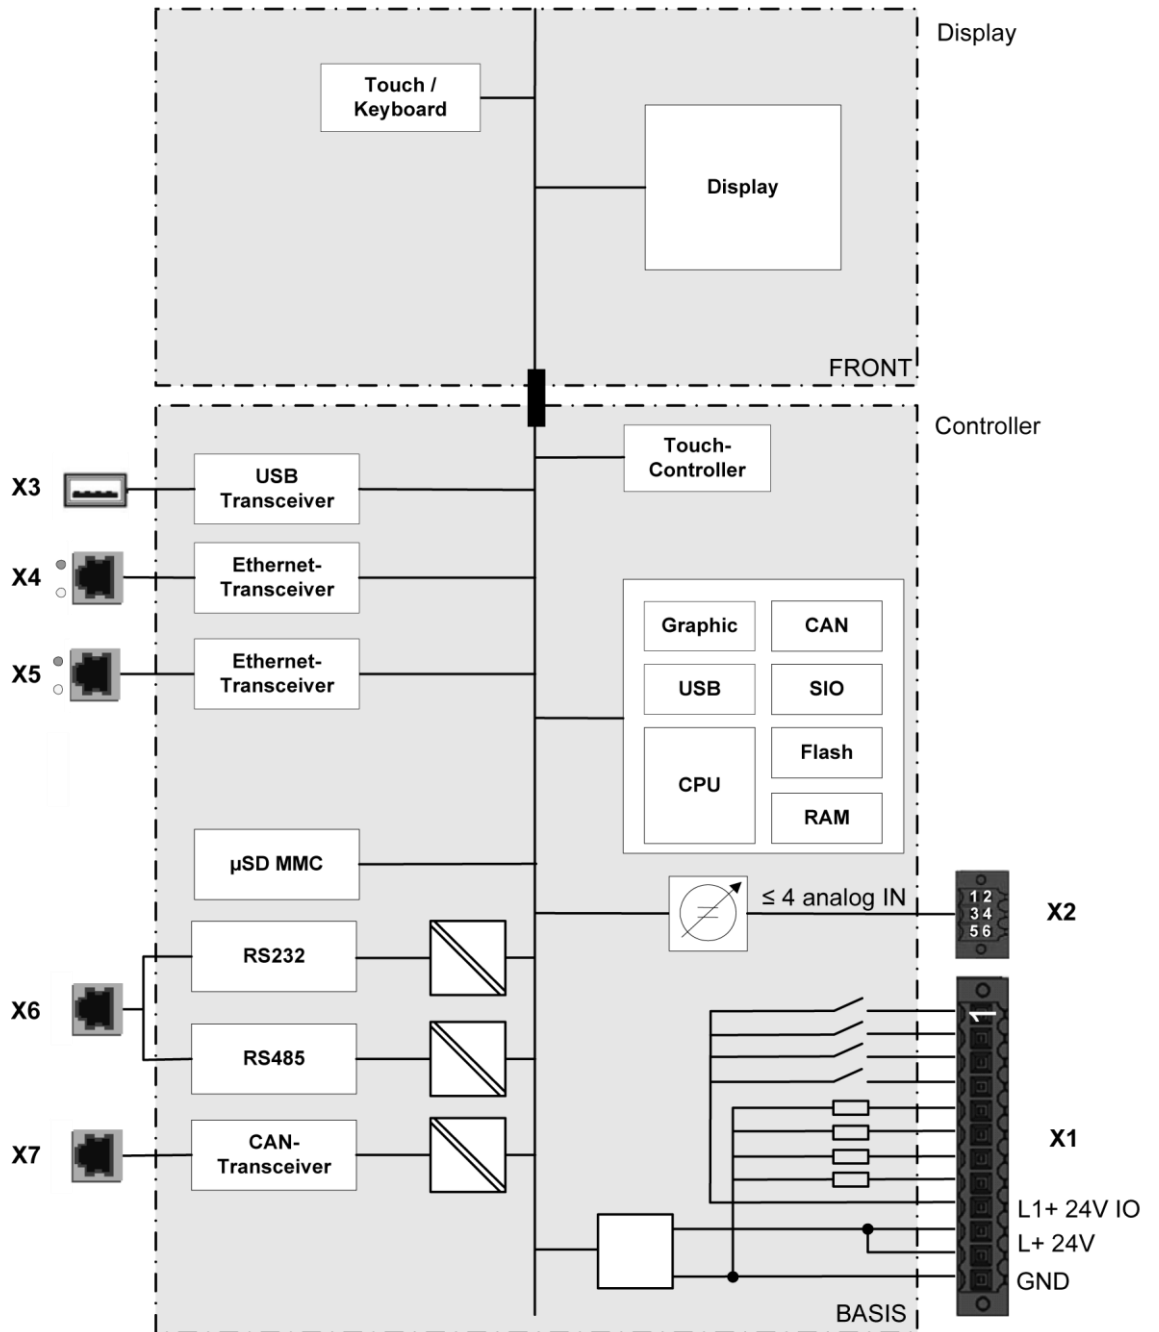 Display
Touch /
Keyboard
Display
FRONT
Controller
Touch-
Controller
X3
USB
Transceiver
X4
Ethernet-
Transceiver
Graphic
CAN
X5
Ethernet-
Transceiver
USB
SIO
CPU
Flash
RAM
µSD MMC
≤ 4 analog IN
1 2
3 4
5 6
X2
RS232
X6
1
RS485
X7
CAN-
Transceiver
X1
L1+ 24V IO
L+ 24V
GND
BASIS